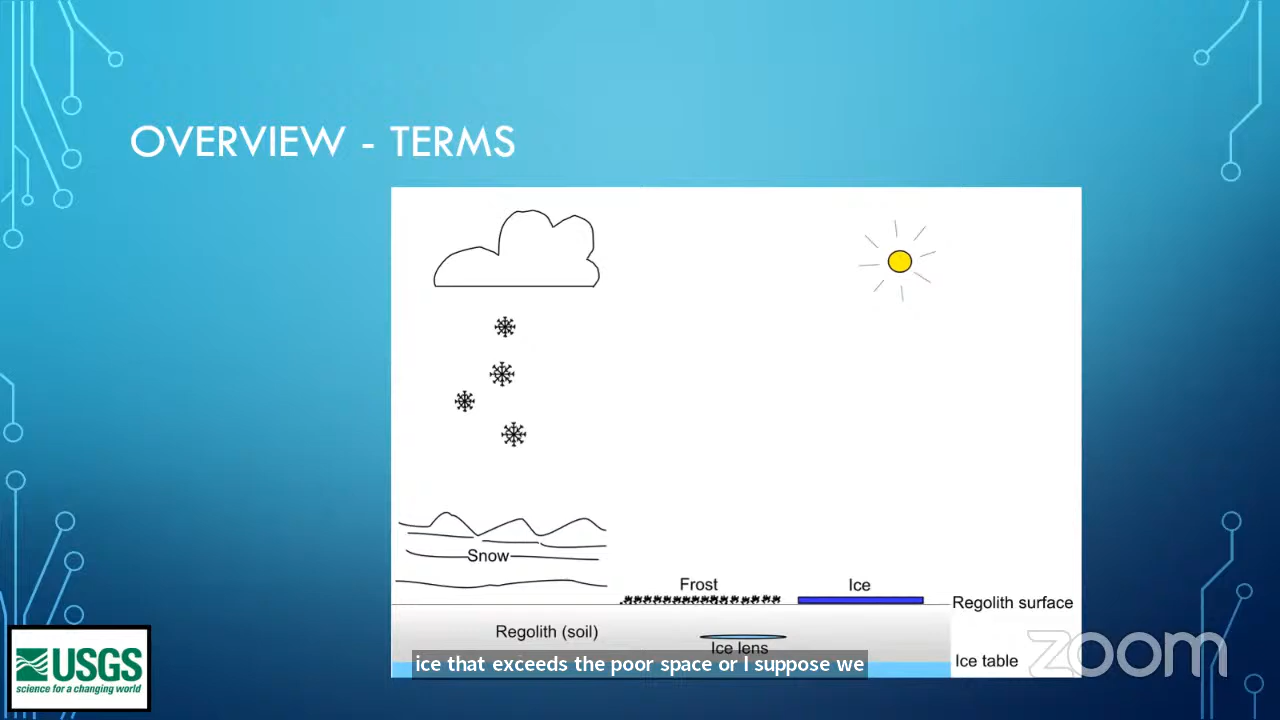 OVERVIEW - TERMS
Snow
Frost
Ice
Regolith surface
Regolith (soil)
Ice lens
Ice table
ice that exceeds the poor space or I suppose we
USGS
science for a changing world
zoom